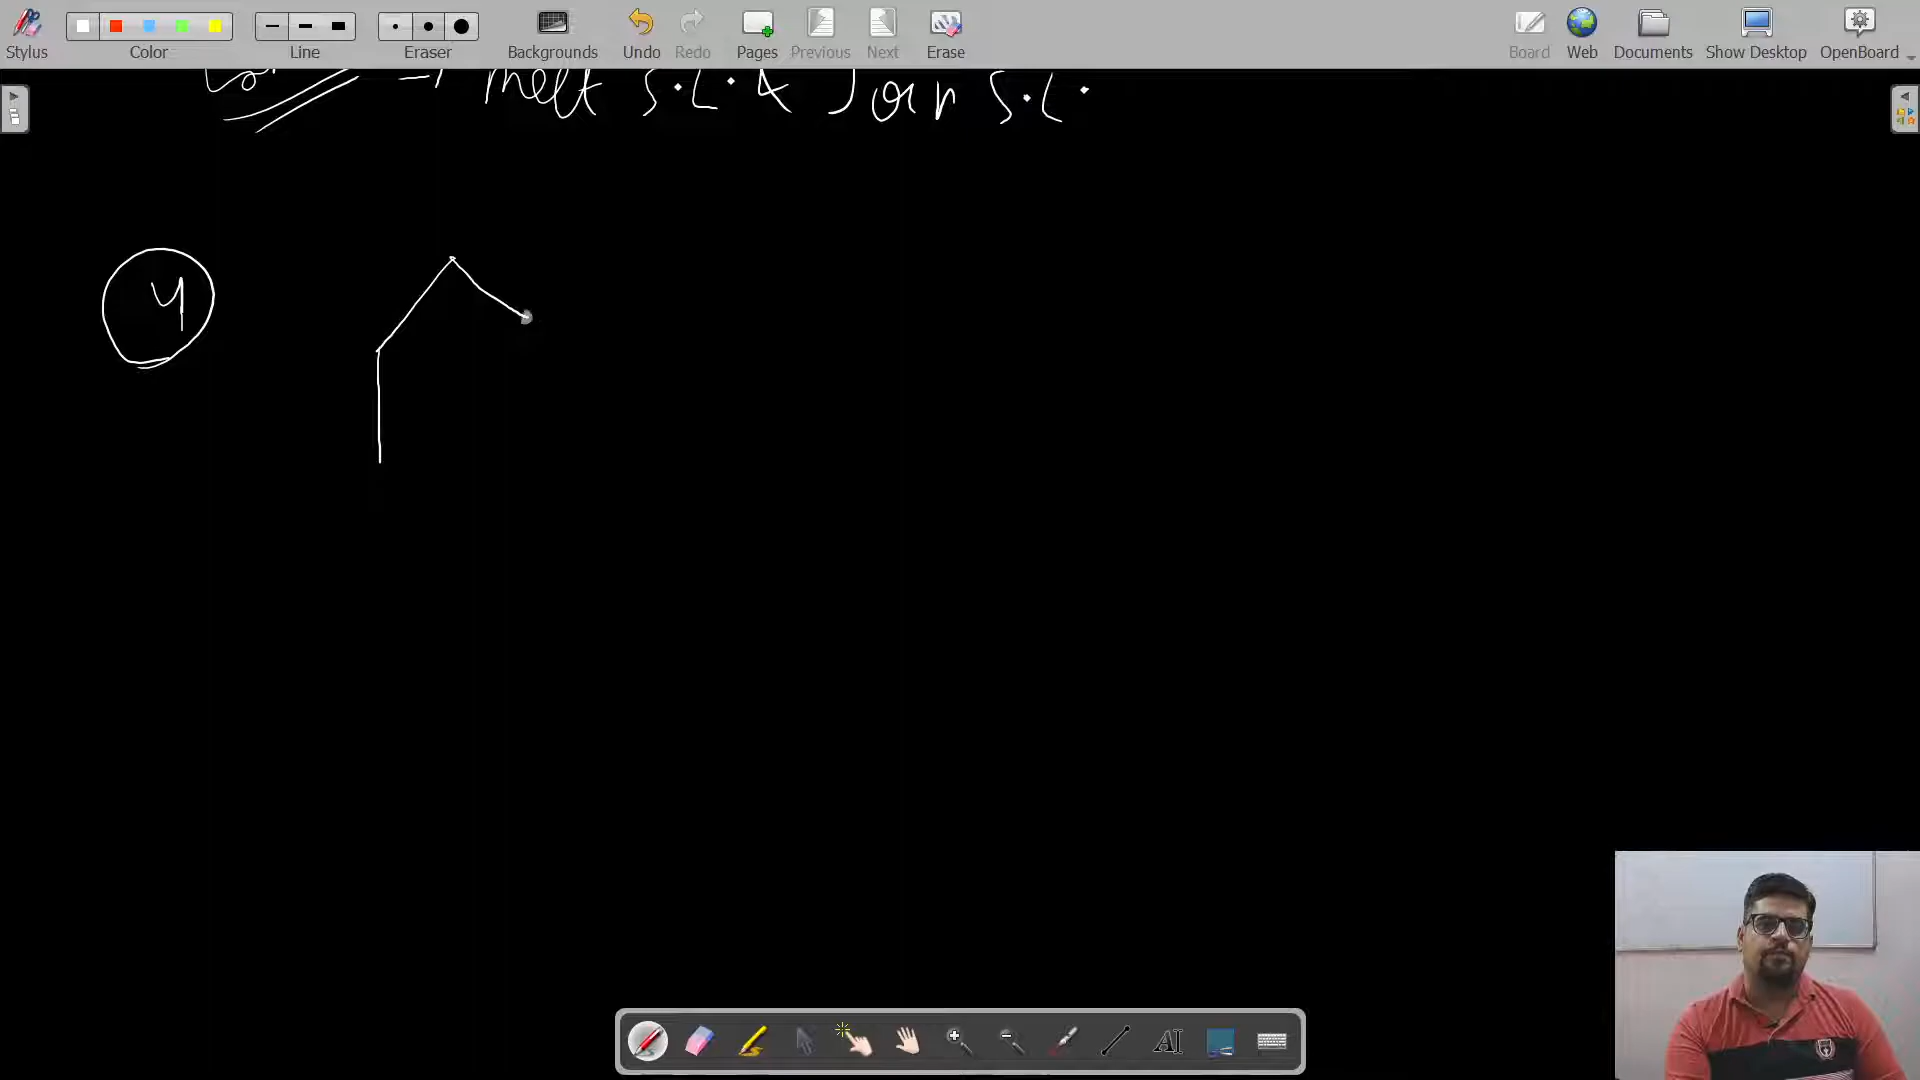 Stylus Color Line Eraser Backgrounds Undo Redo Pages Previous Next Erase Board Web Documents Show Desktop OpenBoard
→ Melt S.C. & Join S.C.
4
AI